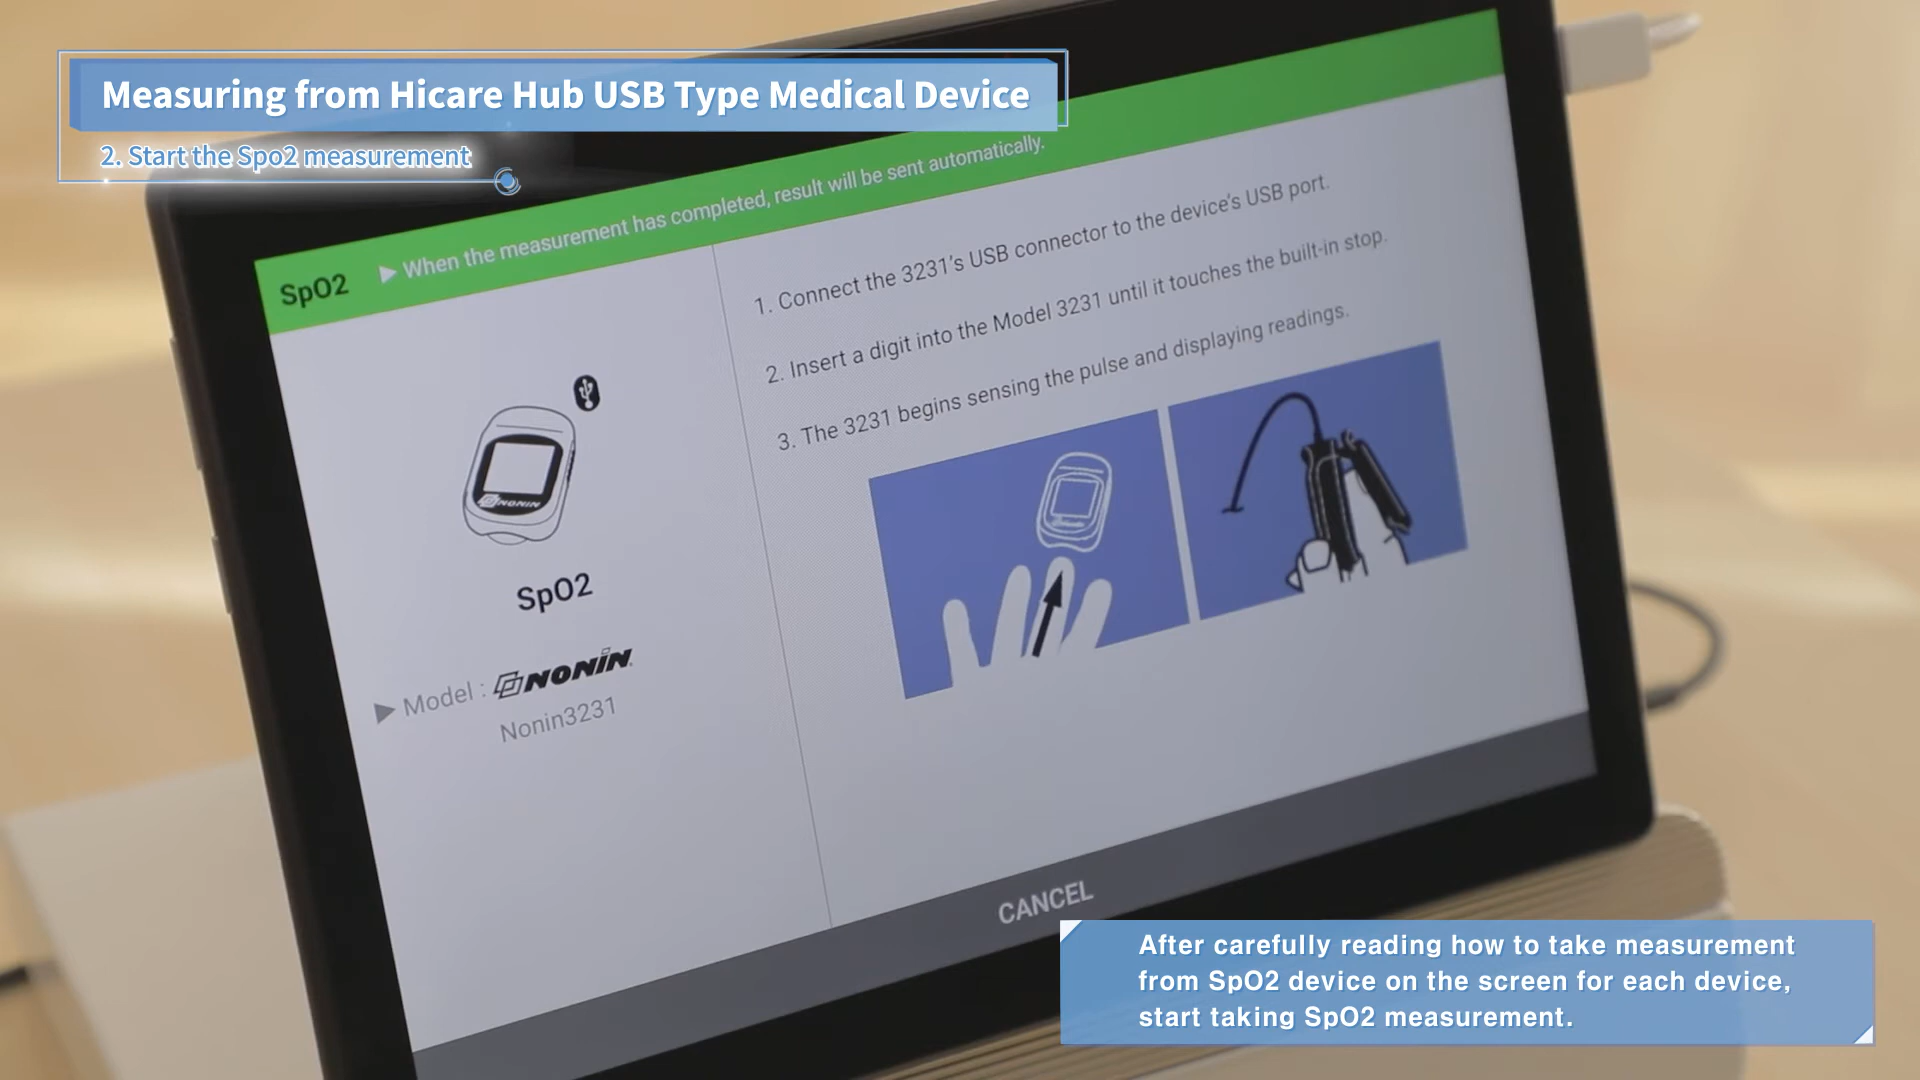 Measuring from Hicare Hub USB Type Medical Device
2. Start the Spo2 measurement
SpO2 ▶ When the measurement has completed, result will be sent automatically.
NONIN
SpO2
▶ Model : NONIN
Nonin3231
1. Connect the 3231's USB connector to the device's USB port.
2. Insert a digit into the Model 3231 until it touches the built-in stop.
3. The 3231 begins sensing the pulse and displaying readings.
CANCEL
After carefully reading how to take measurement
from SpO2 device on the screen for each device,
start taking SpO2 measurement.